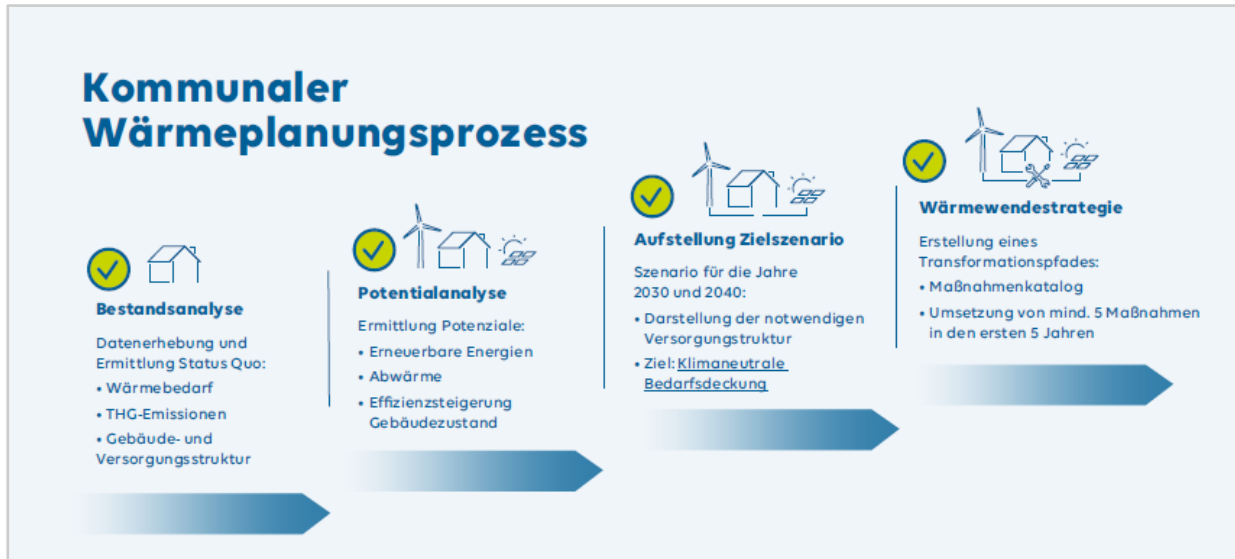 Kommunaler
Wärmeplanungsprozess
Bestandsanalyse
Datenerhebung und
Ermittlung Status Quo:
• Wärmebedarf
• THG-Emissionen
• Gebäude- und
Versorgungsstruktur
Potentialanalyse
Ermittlung Potenziale:
• Erneuerbare Energien
• Abwärme
• Effizienzsteigerung
Gebäudezustand
Aufstellung Zielszenario
Szenario für die Jahre
2030 und 2040:
• Darstellung der notwendigen
Versorgungstruktur
• Ziel: Klimaneutrale
Bedarfsdeckung
Wärmewendestrategie
Erstellung eines
Transformationspfades:
• Maßnahmenkatalog
• Umsetzung von mind. 5 Maßnahmen
in den ersten 5 Jahren